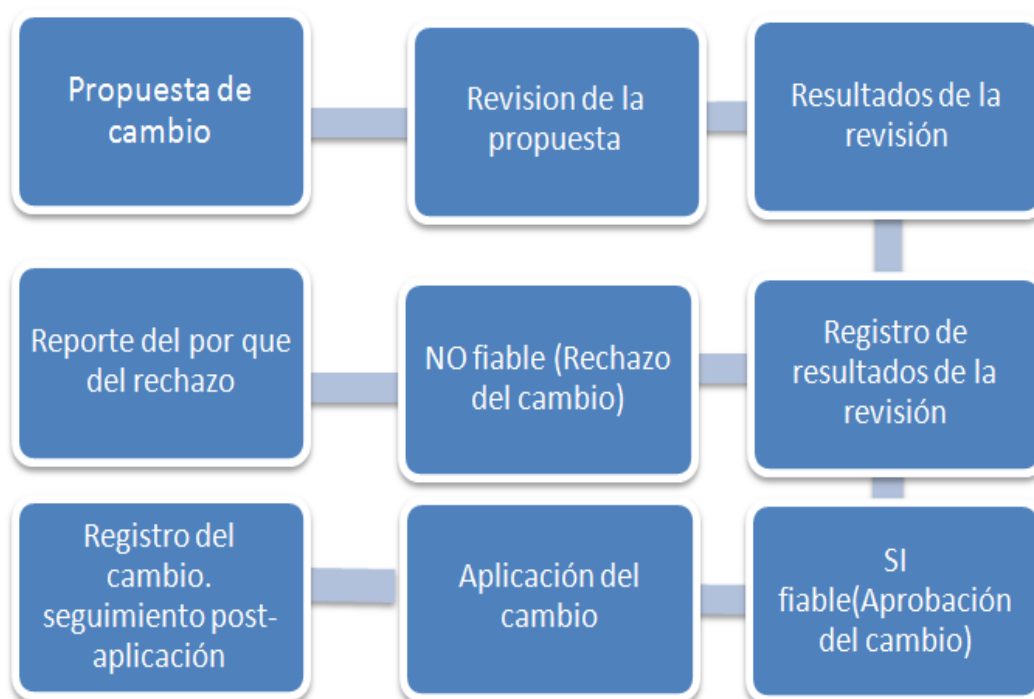 Propuesta de
cambio
Revision de la
propuesta
Resultados de la
revisión
Reporte del por que
del rechazo
NO fiable (Rechazo
del cambio)
Registro de
resultados de la
revisión
Registro del
cambio.
seguimiento post-
aplicación
Aplicación del
cambio
SI
fiable(Aprobación
del cambio)